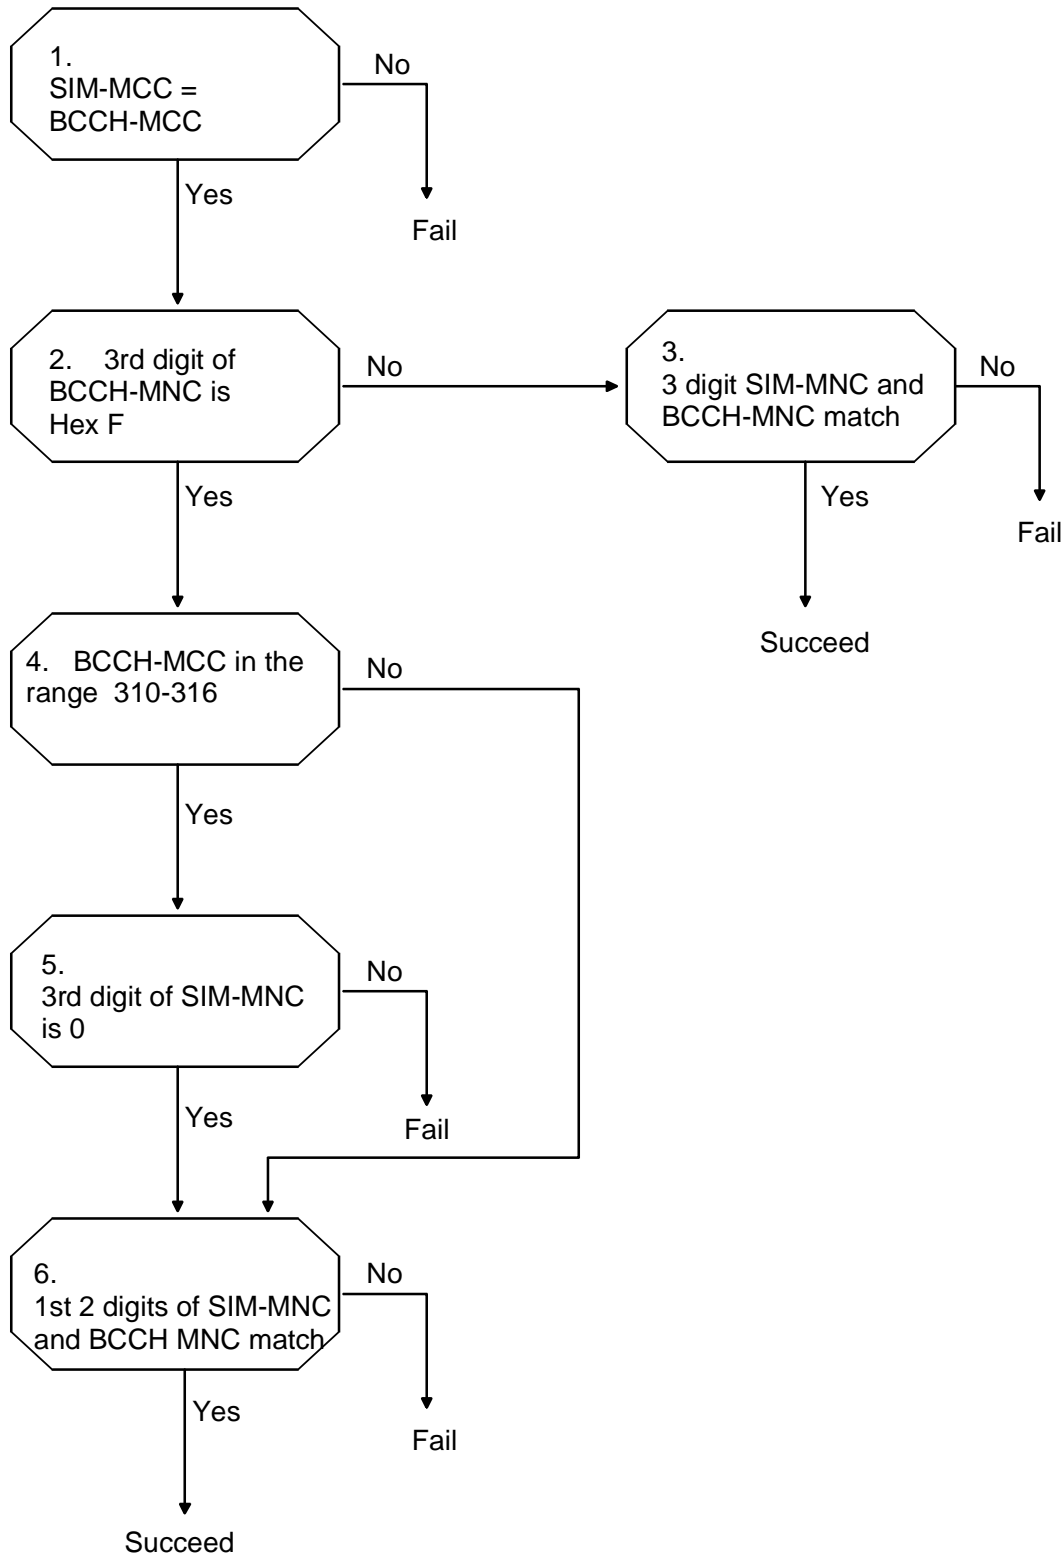 1.
SIM-MCC =
BCCH-MCC
No
Yes
Fail
2. 3rd digit of
BCCH-MNC is
Hex F
No
3.
3 digit SIM-MNC and
BCCH-MNC match
No
Yes
Yes
Fail
Succeed
4. BCCH-MCC in the
range 310-316
No
Yes
5.
3rd digit of SIM-MNC
is 0
No
Yes
Fail
6.
1st 2 digits of SIM-MNC
and BCCH MNC match
No
Yes
Fail
Succeed